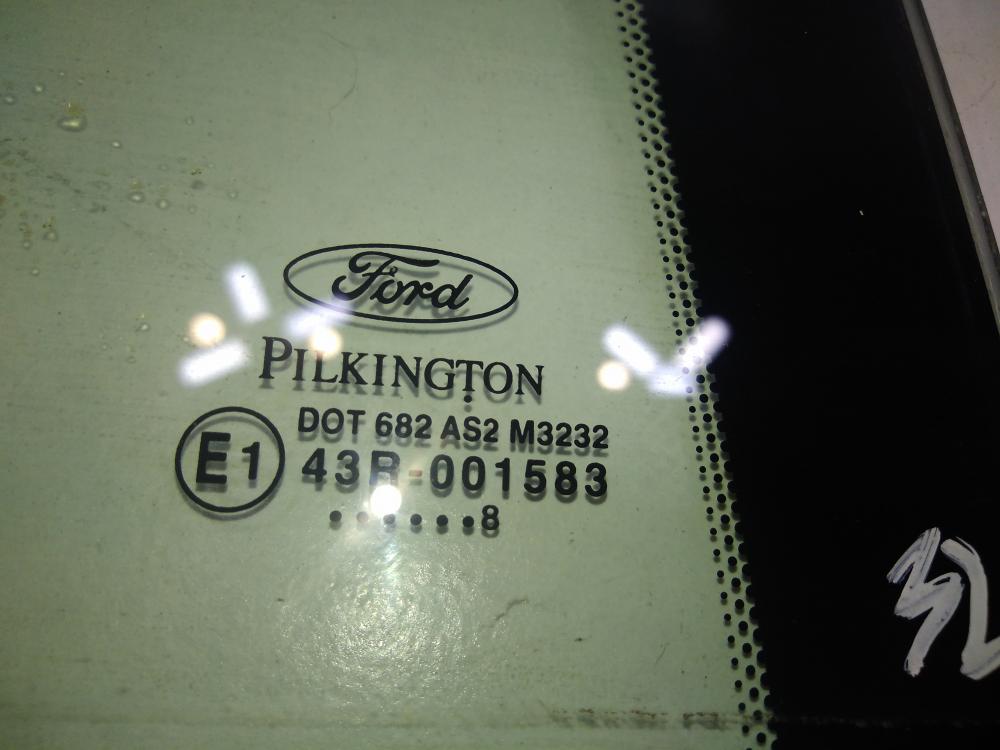 Ford
PILKINGTON
DOT 682 AS2 M3232
E1
43R-001583
......8